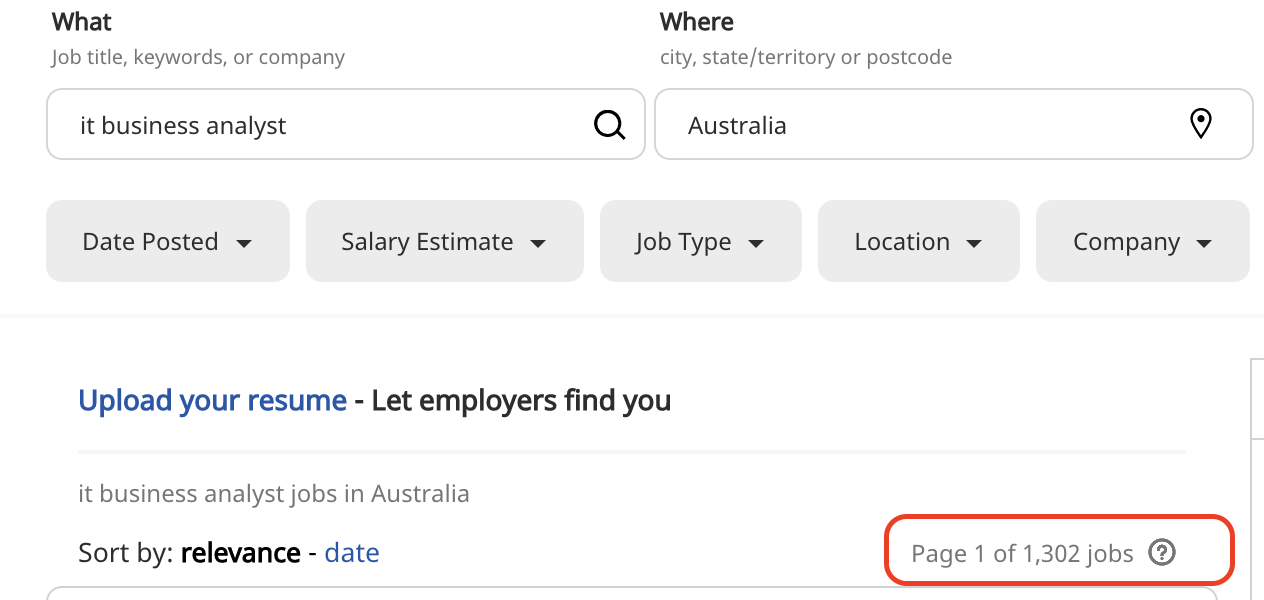 What
Where
Job title, keywords, or company
city, state/territory or postcode
it business analyst
Australia
Date Posted
Salary Estimate
Job Type
Location
Company
Upload your resume - Let employers find you
it business analyst jobs in Australia
Sort by: relevance - date
Page 1 of 1,302 jobs ?